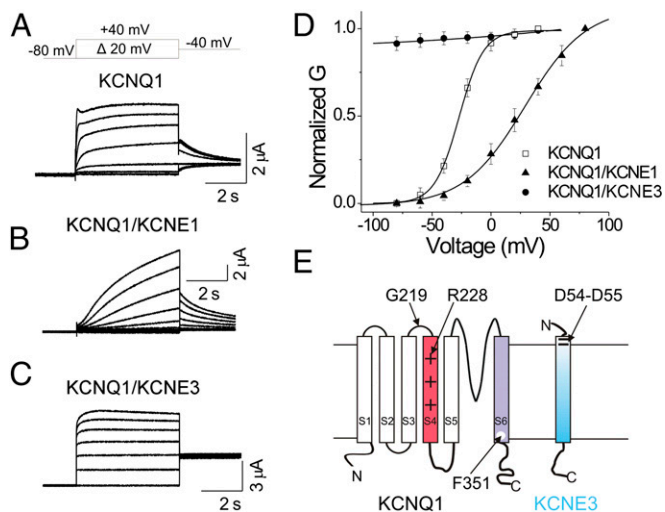 A
+40 mV
-80 mV
Δ 20 mV
-40 mV
KCNQ1
2 µA
2 s
B
KCNQ1/KCNE1
2 µA
2 s
C
KCNQ1/KCNE3
3 µA
2 s
D
Normalized G
1.0
0.5
0.0
KCNQ1
KCNQ1/KCNE1
KCNQ1/KCNE3
-100 -50 0 50 100
Voltage (mV)
E
G219 R228 D54-D55
N
+
+
+
S1 S2 S3 S4 S5 S6
N
F351
C
C
KCNQ1 KCNE3